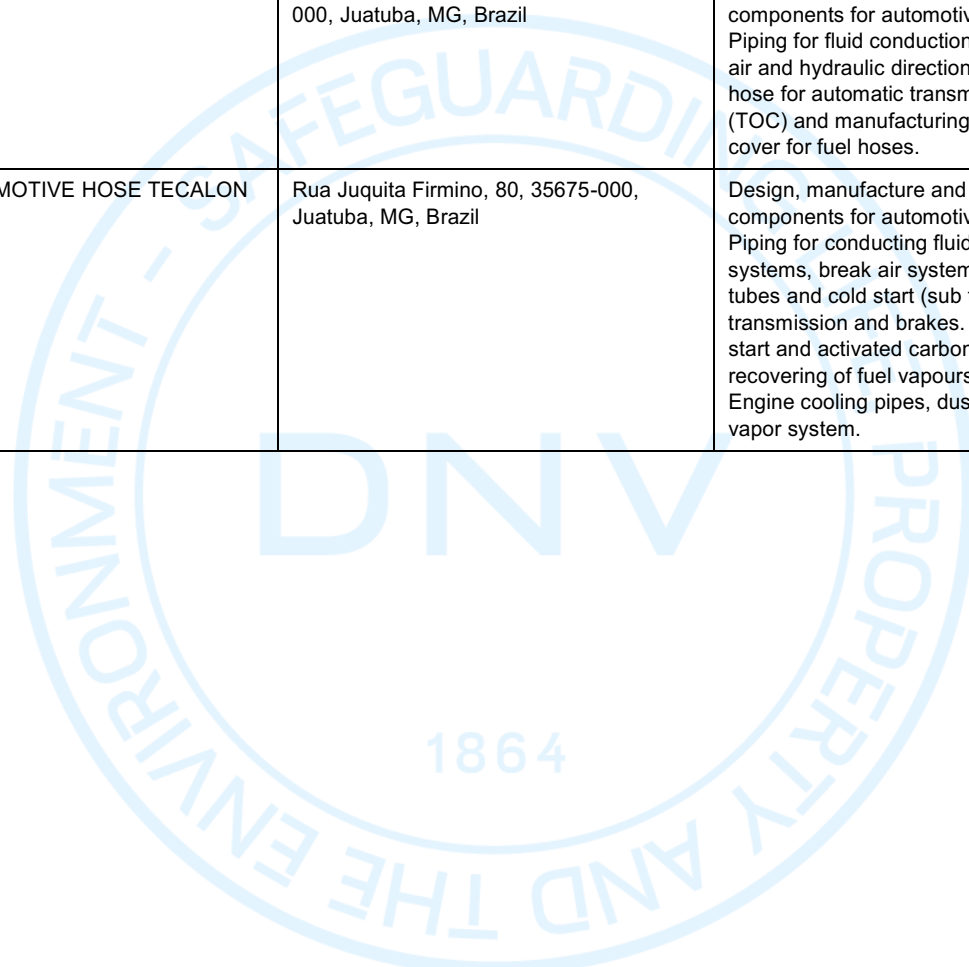 000, Juatuba, MG, Brazil
components for automotiv
Piping for fluid conduction
air and hydraulic direction
hose for automatic transm
(TOC) and manufacturing
cover for fuel hoses.
MOTIVE HOSE TECALON
Rua Juquita Firmino, 80, 35675-000,
Juatuba, MG, Brazil
Design, manufacture and
components for automotiv
Piping for conducting fluid
systems, break air system
tubes and cold start (sub
transmission and brakes.
start and activated carbon
recovering of fuel vapours
Engine cooling pipes, dus
vapor system.
SAFEGUARDING LIFE PROPERTY AND THE ENVIRONMENT -
DNV
1864